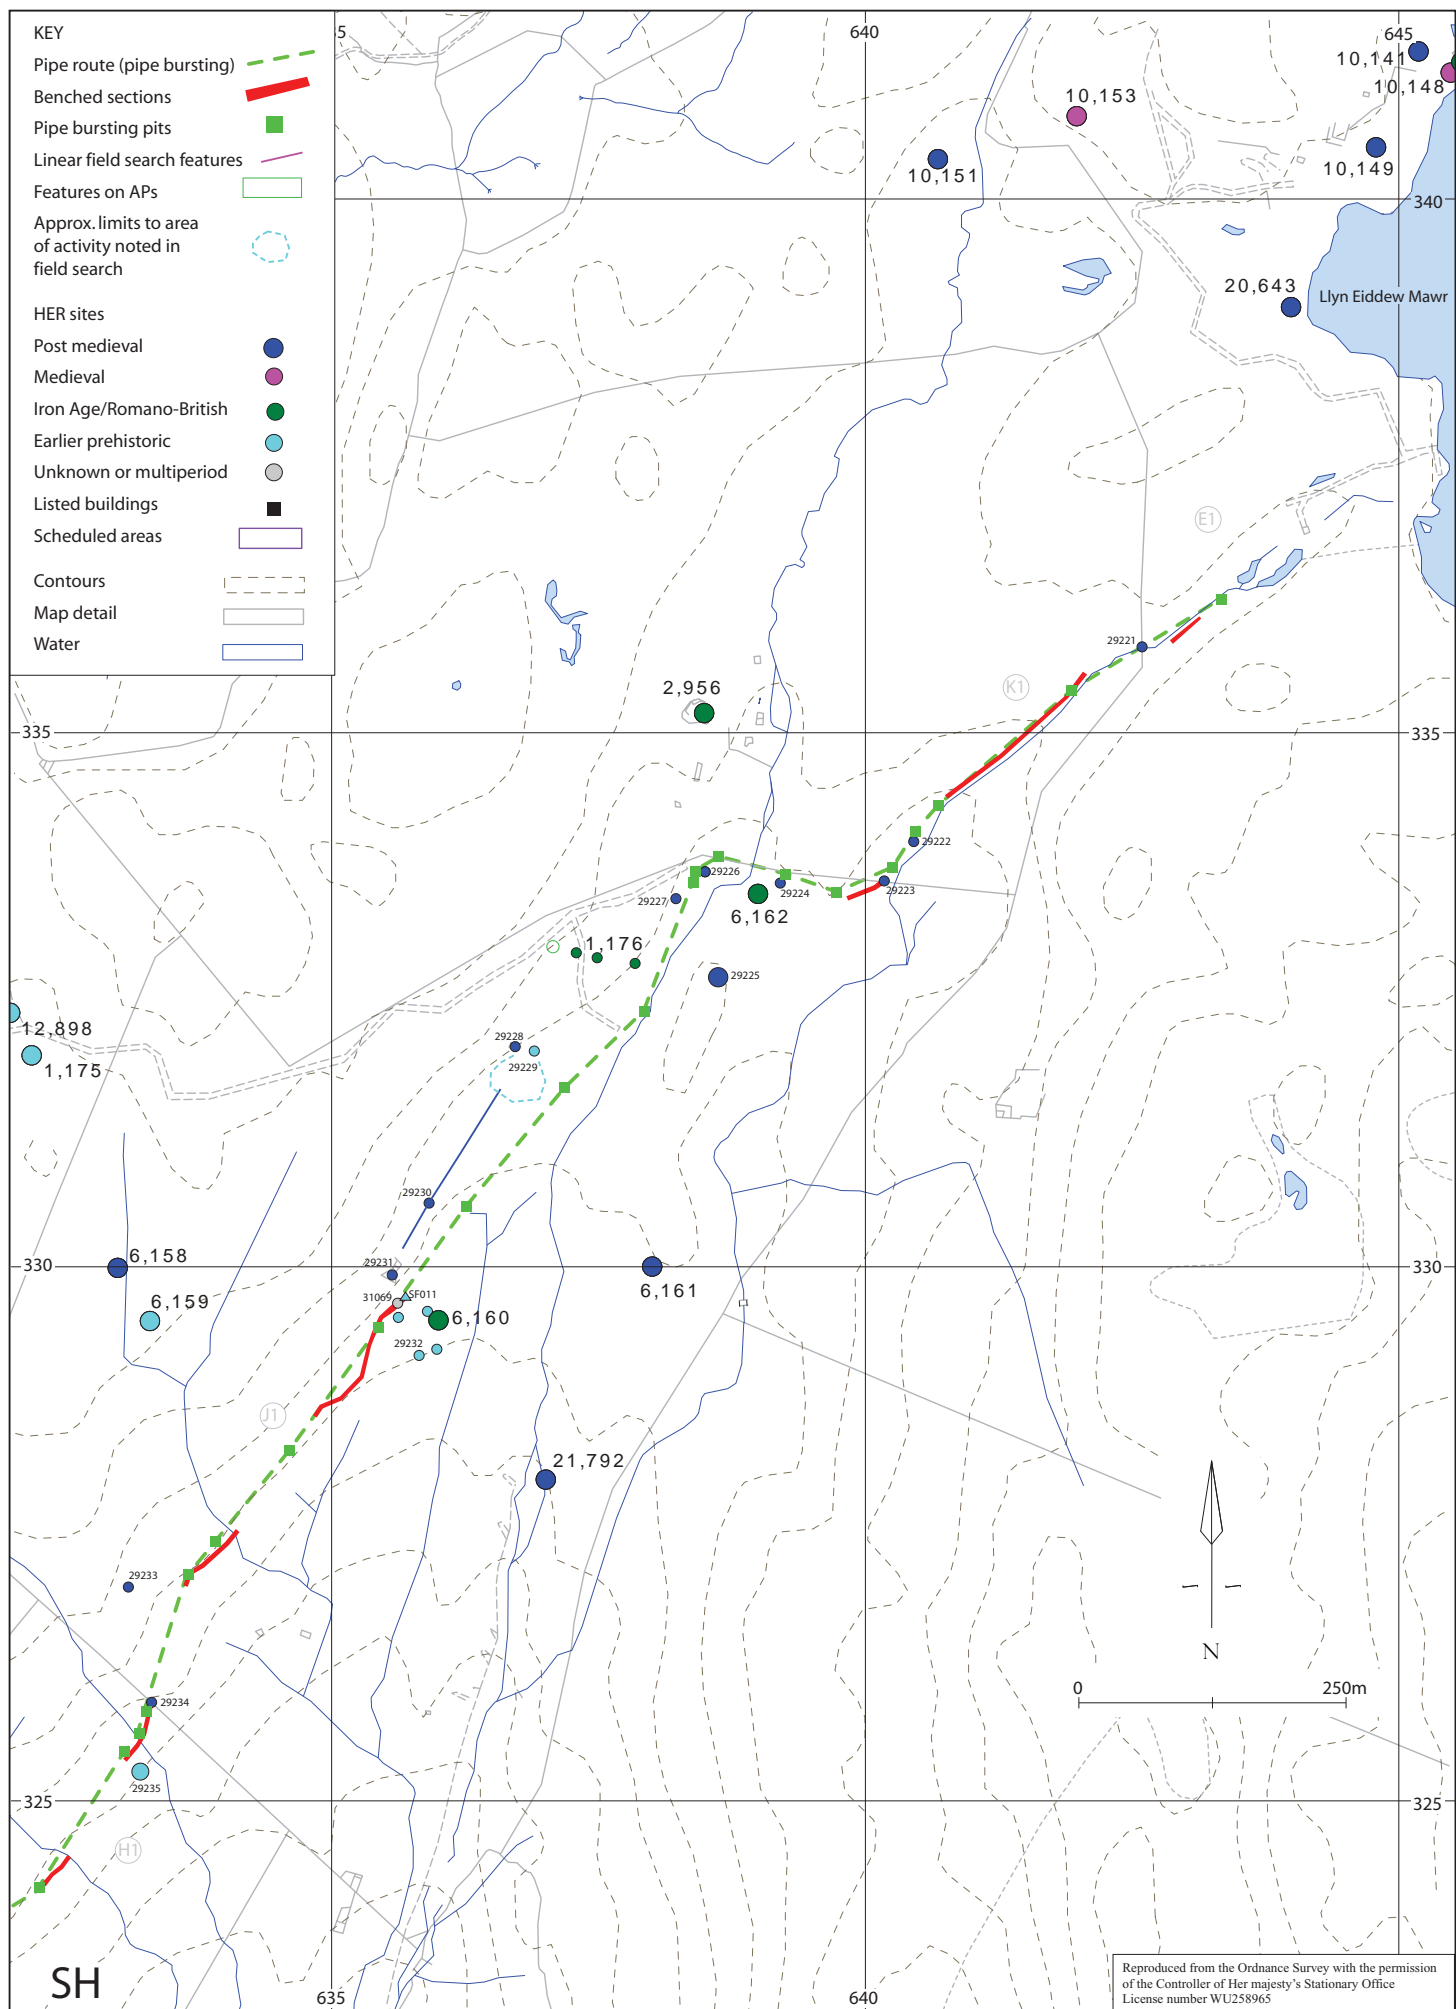 KEY
Pipe route (pipe bursting)
Benched sections
Pipe bursting pits
Linear field search features
Features on APs
Approx. limits to area
of activity noted in
field search
HER sites
Post medieval
Medieval
Iron Age/Romano-British
Earlier prehistoric
Unknown or multiperiod
Listed buildings
Scheduled areas
Contours
Map detail
Water
5
640
645
10,141
10,148
10,153
10,151
10,149
340
20,643
Llyn Eiddew Mawr
E1
29221
K1
2,956
335
335
29222
29226
29223
29224
29227
6,162
1,176
29225
12,898
1,175
29228
29229
29230
6,158
29231
330
330
6,161
31069
SF011
6,159
6,160
29232
J1
21,792
29233
N
0
250m
29234
29235
325
325
H1
SH
635
640
Reproduced from the Ordnance Survey with the permission
of the Controller of Her majesty's Stationary Office
License number WU258965